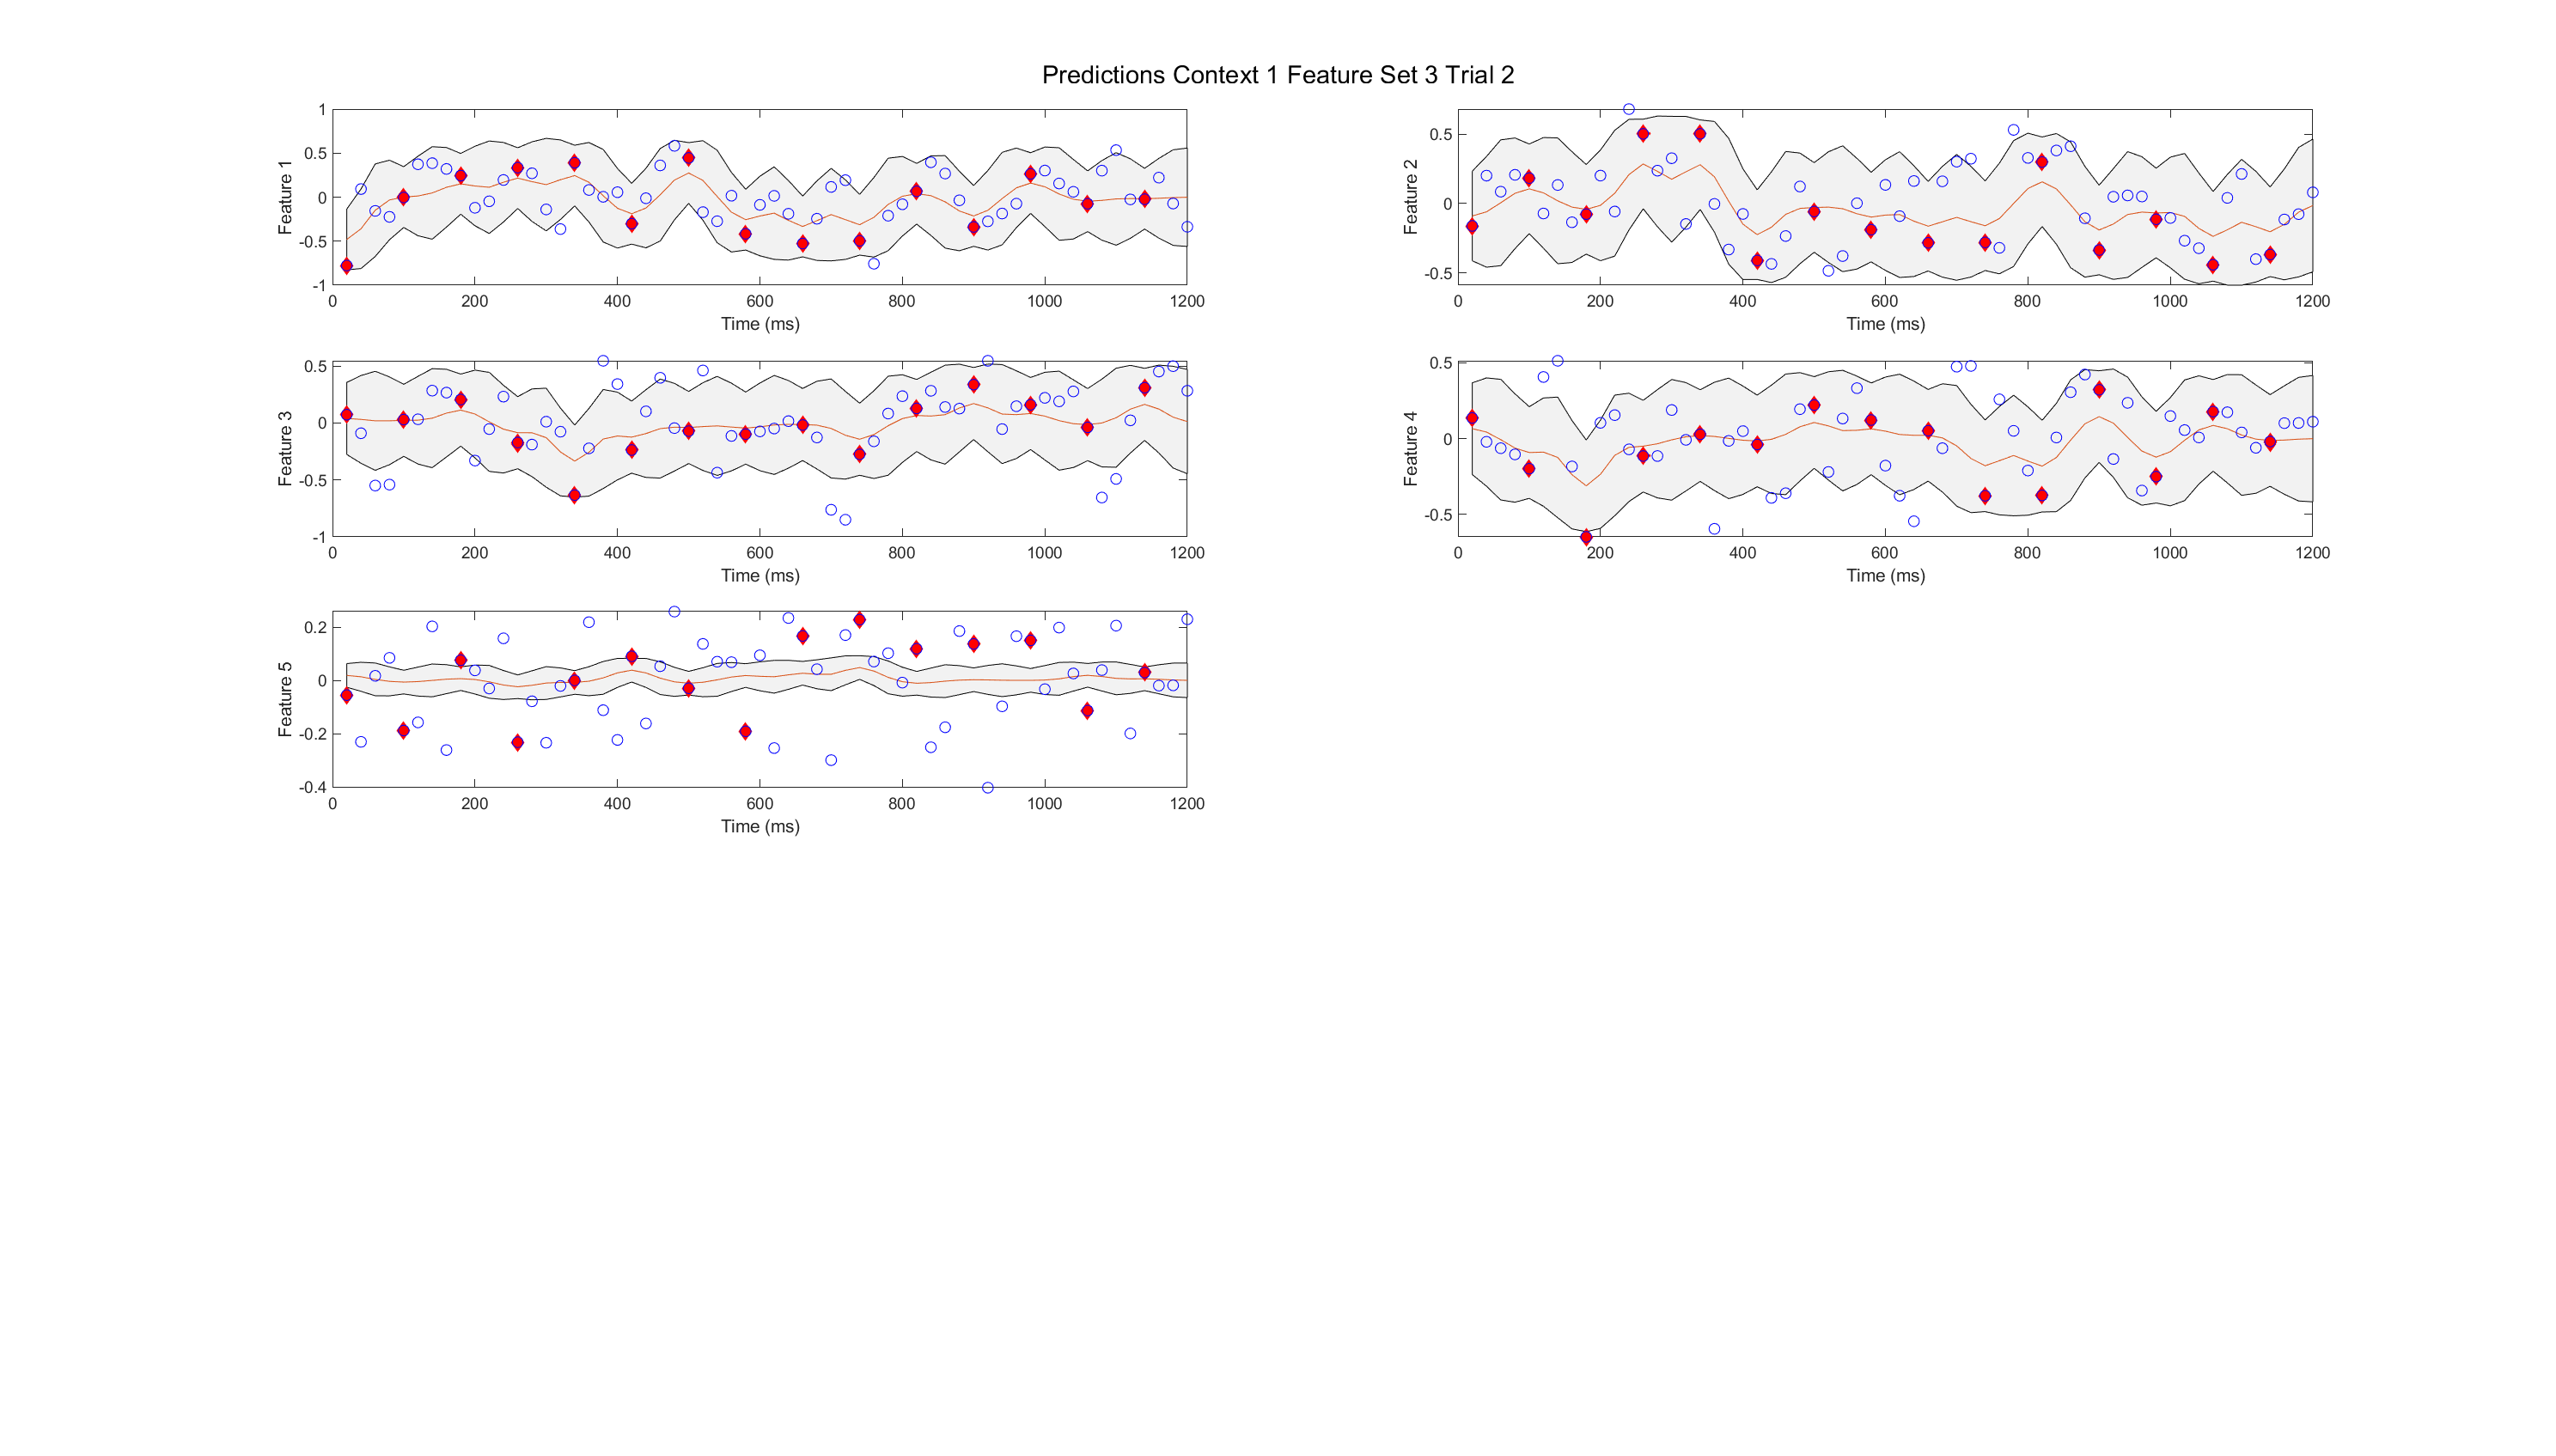 Predictions Context 1 Feature Set 3 Trial 2
Feature 1
1
0.5
0
-0.5
-1
0 200 400 600 800 1000 1200
Time (ms)
Feature 2
0.5
0
-0.5
0 200 400 600 800 1000 1200
Time (ms)
Feature 3
0.5
0
-0.5
-1
0 200 400 600 800 1000 1200
Time (ms)
Feature 4
0.5
0
-0.5
0 200 400 600 800 1000 1200
Time (ms)
Feature 5
0.2
0
-0.2
-0.4
0 200 400 600 800 1000 1200
Time (ms)